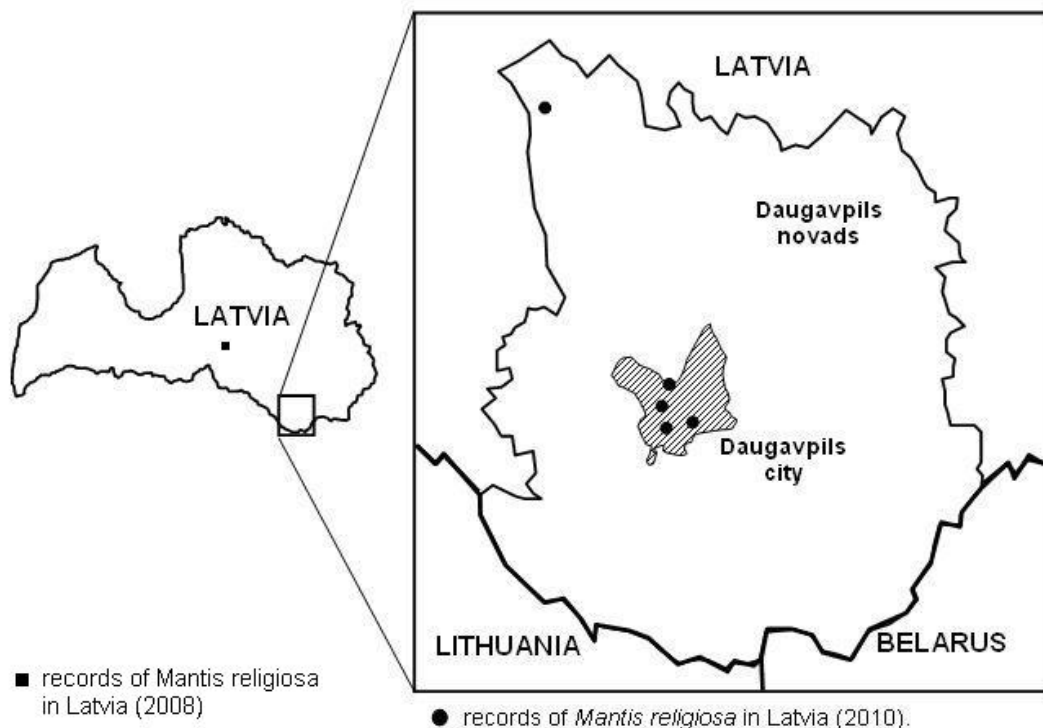 LATVIA
LATVIA
Daugavpils
novads
Daugavpils
city
LITHUANIA
BELARUS
records of Mantis religiosa
in Latvia (2008)
records of Mantis religiosa in Latvia (2010).